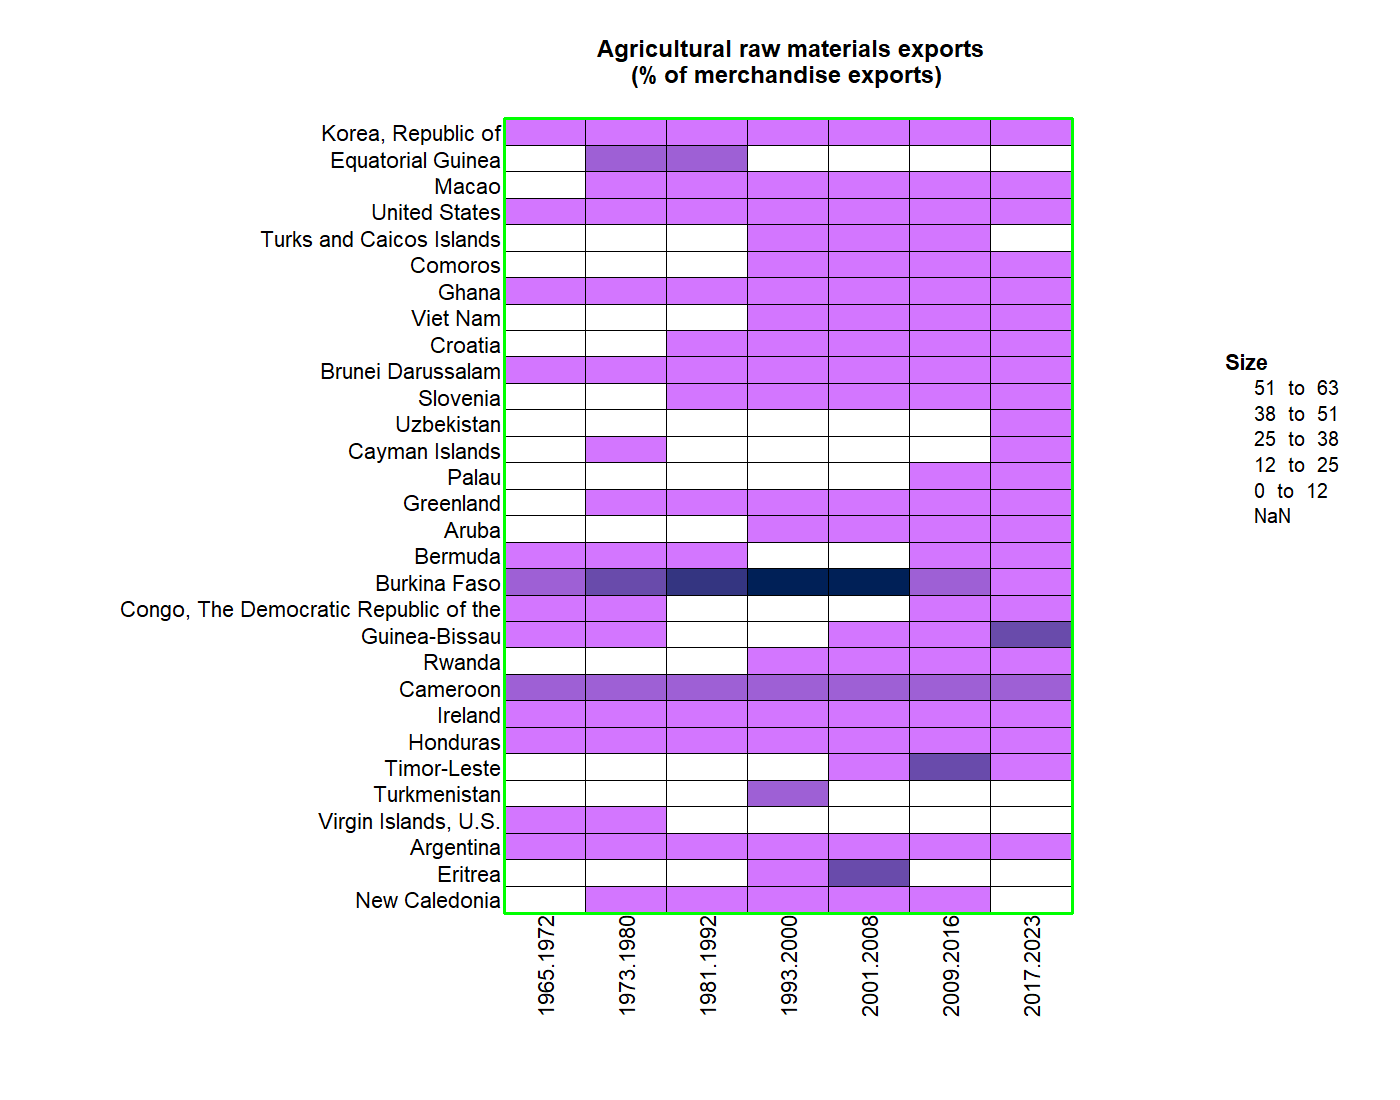 Agricultural raw materials exports
(% of merchandise exports)
Korea, Republic of
Equatorial Guinea
Macao
United States
Turks and Caicos Islands
Comoros
Ghana
Viet Nam
Croatia
Brunei Darussalam
Slovenia
Uzbekistan
Cayman Islands
Palau
Greenland
Aruba
Bermuda
Burkina Faso
Congo, The Democratic Republic of the
Guinea-Bissau
Rwanda
Cameroon
Ireland
Honduras
Timor-Leste
Turkmenistan
Virgin Islands, U.S.
Argentina
Eritrea
New Caledonia
1965.1972
1973.1980
1981.1992
1993.2000
2001.2008
2009.2016
2017.2023
Size
51 to 63
38 to 51
25 to 38
12 to 25
0 to 12
NaN